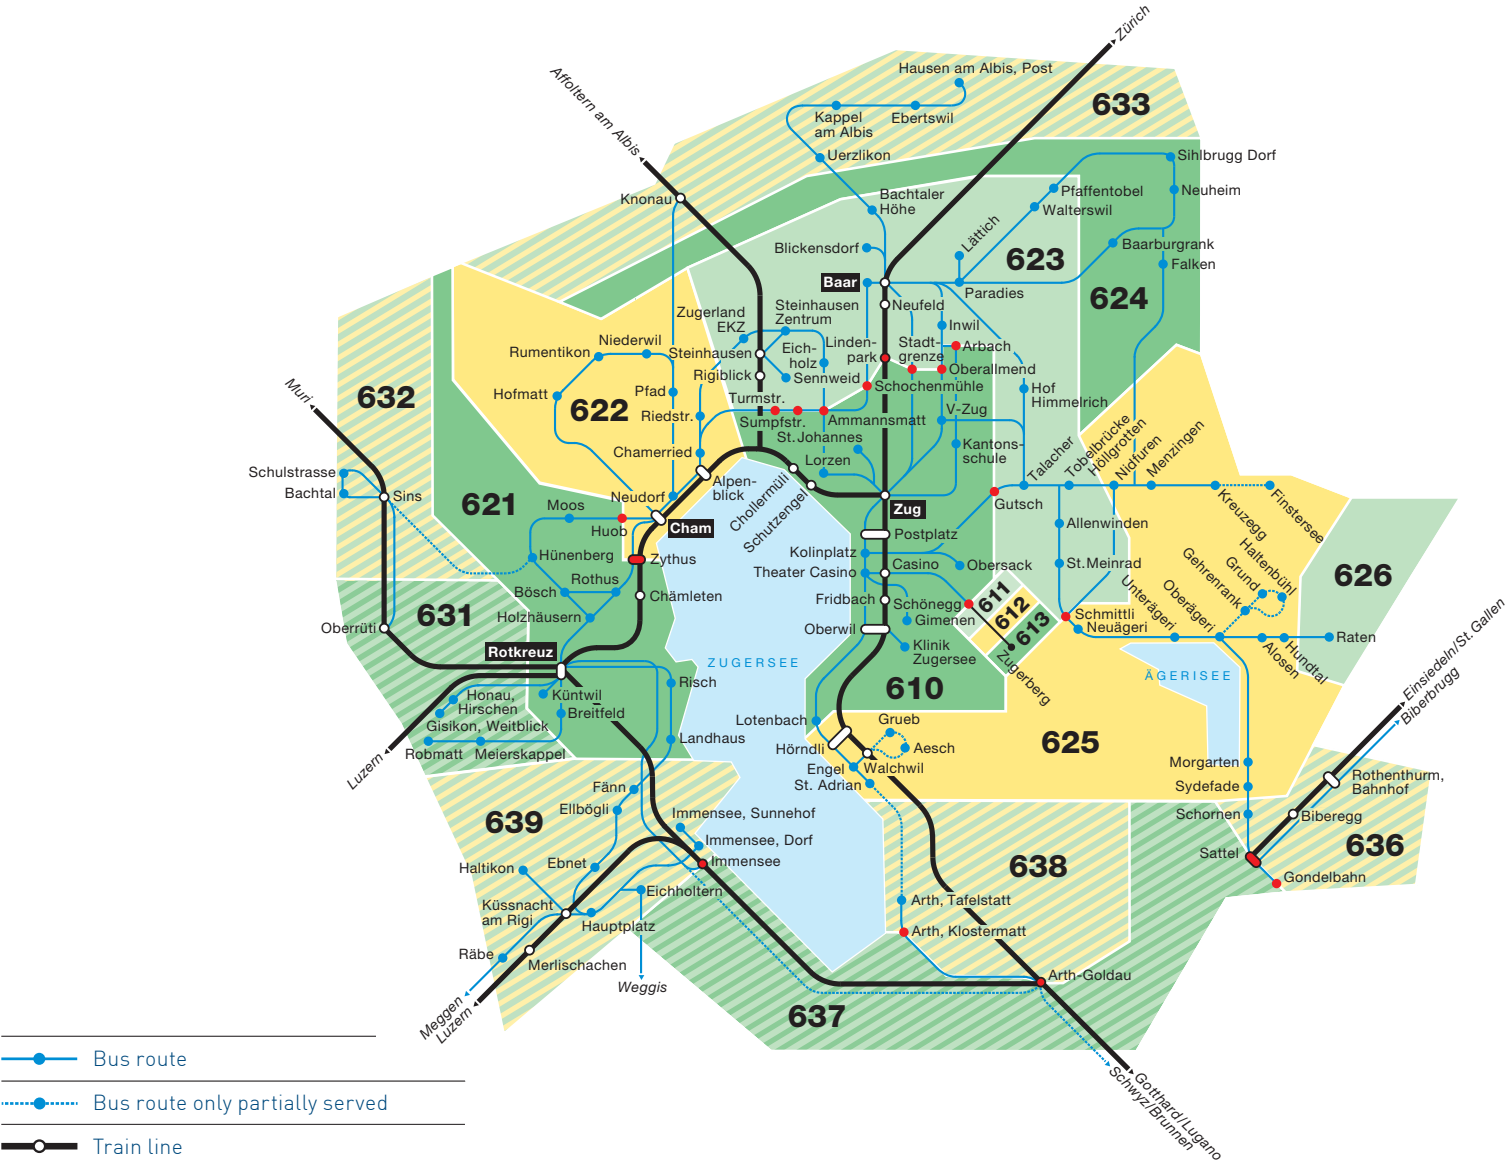 Zürich
Affoltern am Albis
Hausen am Albis, Post
633
Kappel
am Albis
Ebertswil
Uerzlikon
Sihlbrugg Dorf
Knonau
Bachtaler
Höhe
Pfaffentobel
Neuheim
Walterswil
Lättich
Blickensdorf
623
Baarburgrank
Falken
Baar
Paradies
624
Neufeld
Zugerland
EKZ
Steinhausen
Zentrum
Inwil
Niederwil
Rumentikon
Steinhausen
Eich-
holz
Linden-
park
Stadt-
grenze
Arbach
Rigiblick
Sennweid
Oberallmend
Schochenmühle
632
Muri
Hofmatt
622
Pfad
Hof
Himmelrich
Turmstr.
Riedstr.
Sumpfstr.
Ammannsmatt
V-Zug
St.Johannes
Chamerried
Lorzen
Kantons-
schule
Talacher
Tobelbrücke
Höllgrotten
Nidfuren
Menzingen
Schulstrasse
Bachtal
Sins
621
Alpen-
blick
Chollermüli
Schutzengel
Neudorf
Moos
Huob
Cham
Zug
Gutsch
Kreuzegg
Finstersee
Postplatz
Allenwinden
Hünenberg
Zythus
Kolinplatz
Theater Casino
Casino
Obersack
St.Meinrad
Haltenbühl
Grund
Gehrenrank
626
Rothus
Bösch
Chämleten
Fridbach
Schönegg
611
612
613
Unterägeri
Oberägeri
631
Holzhäusern
Gimenen
Schmittli
Neuägeri
Oberrüti
Oberwil
Raten
Rotkreuz
Klinik
Zugersee
Zugerberg
Alosen
Hundtal
ZUGERSEE
ÄGERISEE
Einsiedeln/St. Gallen
Biberbrugg
Risch
610
Honau,
Hirschen
Küntwil
Gisikon, Weitblick
Breitfeld
Lotenbach
Grueb
Landhaus
Robmatt
Meierskappel
Hörndli
Aesch
625
Luzern
Engel
Walchwil
St. Adrian
Morgarten
Sydefade
Rothenthurm,
Bahnhof
Fänn
Ellbögli
639
Immensee, Sunnehof
Schornen
Biberegg
Immensee, Dorf
Sattel
636
Haltikon
Ebnet
Immensee
638
Gondelbahn
Eichholtern
Küssnacht
am Rigi
Arth, Tafelstatt
Hauptplatz
Arth, Klostermatt
Räbe
Merlischachen
Arth-Goldau
Weggis
Meggen
Luzern
637
Gotthard/Lugano
Schwyz/Brunnen
Bus route
Bus route only partially served
Train line